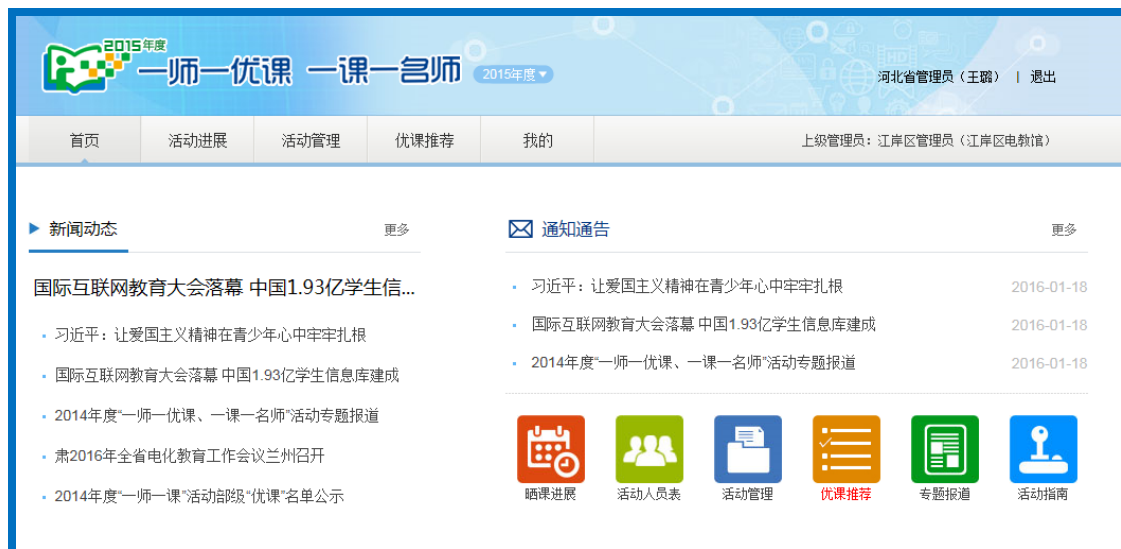 2015年度
一师一优课 一课一名师
2015年度
河北省管理员（王璐） | 退出
首页 活动进展 活动管理 优课推荐 我的 上级管理员：江岸区管理员（江岸区电教馆）
新闻动态 更多
国际互联网教育大会落幕 中国1.93亿学生信...
习近平：让爱国主义精神在青少年心中牢牢扎根
国际互联网教育大会落幕 中国1.93亿学生信息库建成
2014年度“一师一优课、一课一名师”活动专题报道
肃2016年全省电化教育工作会议兰州召开
2014年度“一师一课”活动部级“优课”名单公示
通知通告 更多
习近平：让爱国主义精神在青少年心中牢牢扎根 2016-01-18
国际互联网教育大会落幕 中国1.93亿学生信息库建成 2016-01-18
2014年度“一师一优课、一课一名师”活动专题报道 2016-01-18
晒课进展 活动人员表 活动管理 优课推荐 专题报道 活动指南